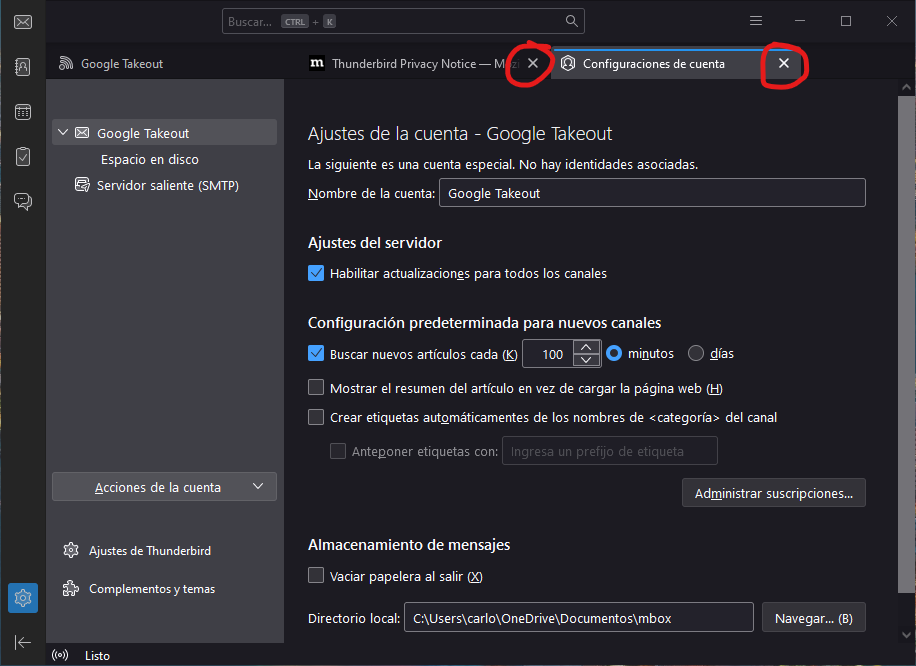 Buscar... CTRL + K
Google Takeout
m Thunderbird Privacy Notice — Moz
Configuraciones de cuenta
Google Takeout
Espacio en disco
Servidor saliente (SMTP)
Acciones de la cuenta
Ajustes de Thunderbird
Complementos y temas
Ajustes de la cuenta - Google Takeout
La siguiente es una cuenta especial. No hay identidades asociadas.
Nombre de la cuenta: Google Takeout
Ajustes del servidor
Habilitar actualizaciones para todos los canales
Configuración predeterminada para nuevos canales
Buscar nuevos artículos cada (K) 100 minutos días
Mostrar el resumen del artículo en vez de cargar la página web (H)
Crear etiquetas automáticamentes de los nombres de <categoría> del canal
Anteponer etiquetas con: Ingresa un prefijo de etiqueta
Administrar suscripciones...
Almacenamiento de mensajes
Vaciar papelera al salir (X)
Directorio local: C:\Users\carlo\OneDrive\Documentos\mbox Navegar... (B)
Listo